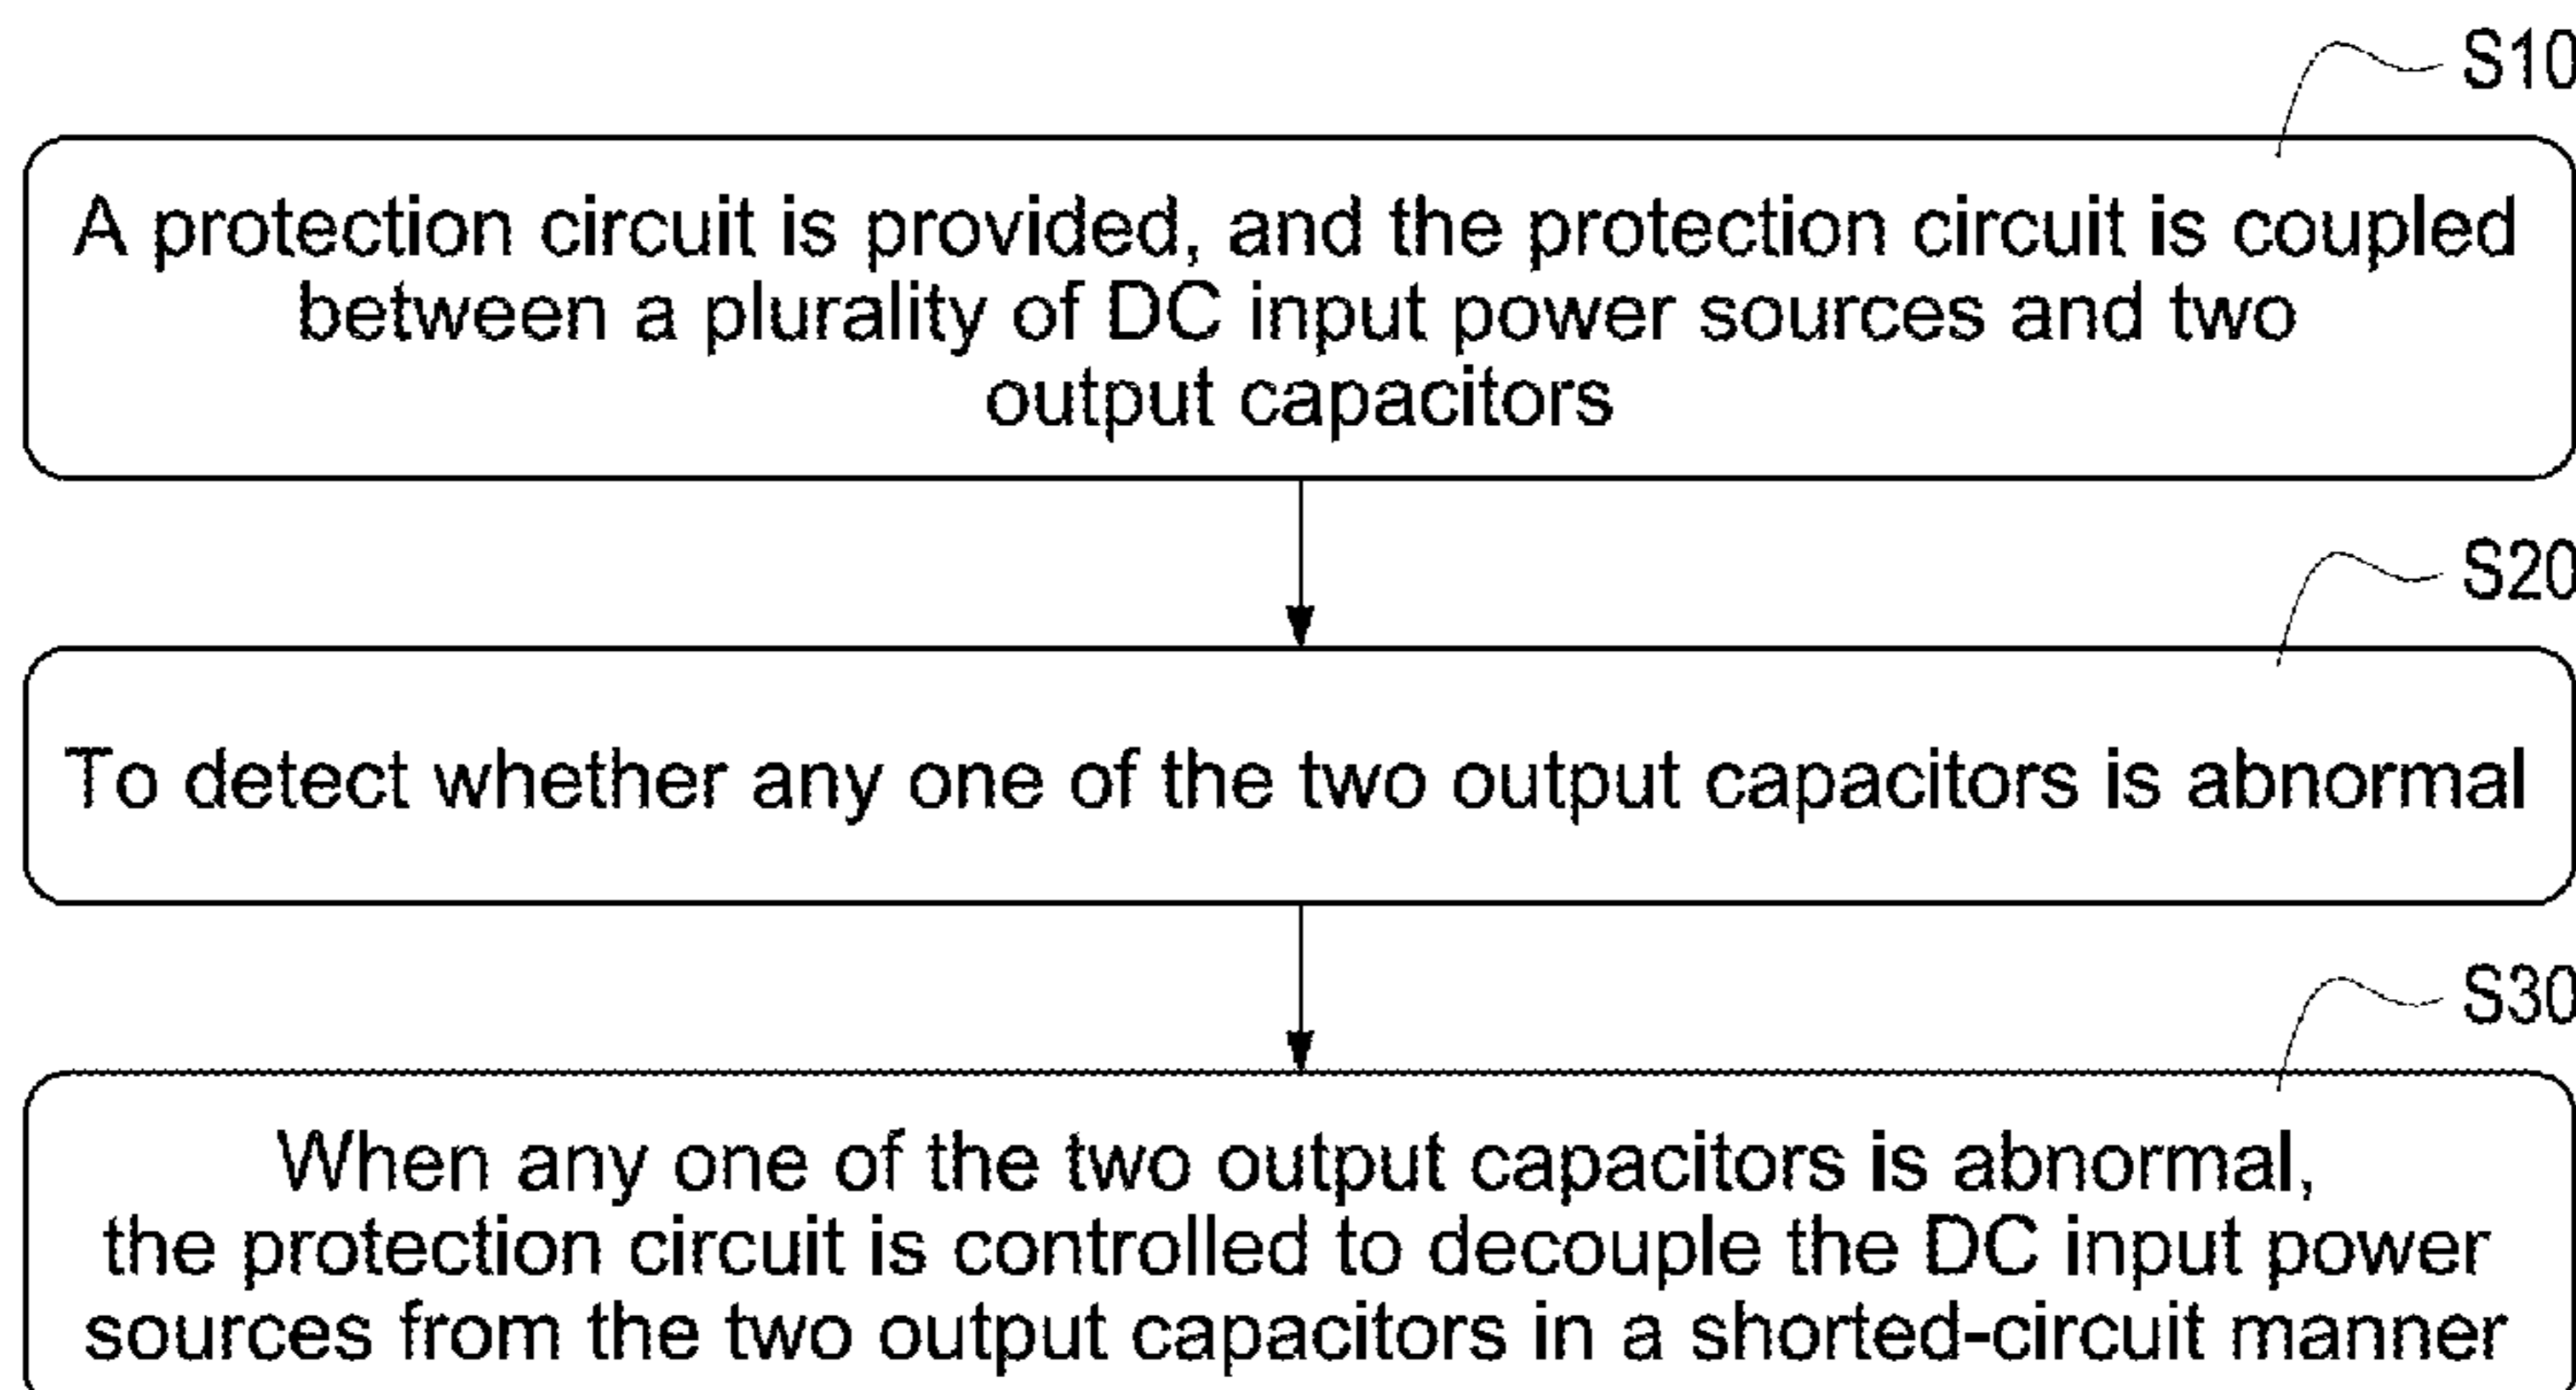 S10
A protection circuit is provided, and the protection circuit is coupled
between a plurality of DC input power sources and two
output capacitors
S20
To detect whether any one of the two output capacitors is abnormal
S30
When any one of the two output capacitors is abnormal,
the protection circuit is controlled to decouple the DC input power
sources from the two output capacitors in a shorted-circuit manner